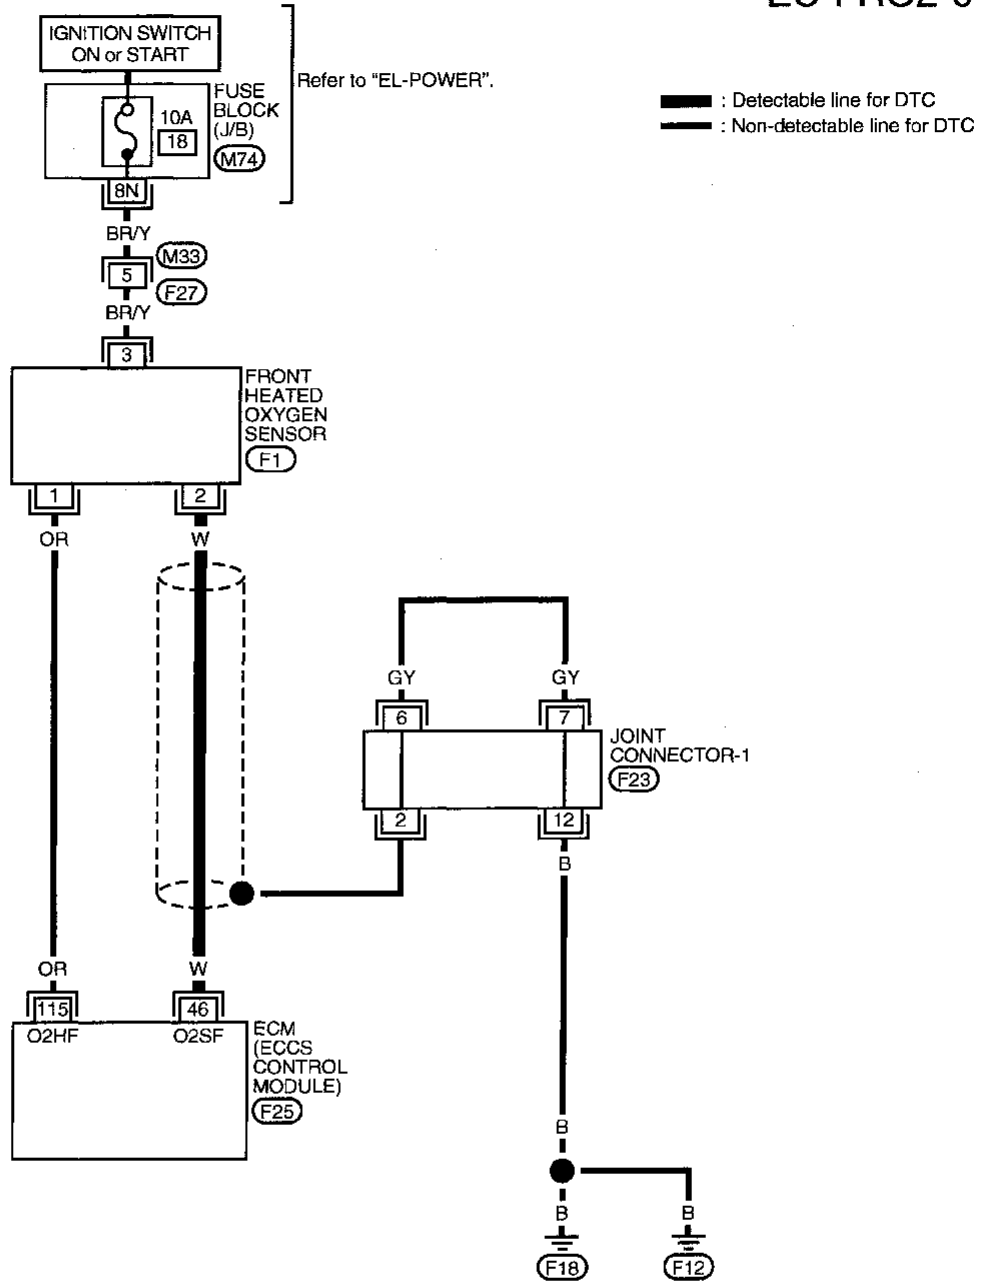 IGNITION SWITCH
ON or START
Refer to "EL-POWER".
FUSE
BLOCK
(J/B)
M74
10A
18
8N
: Detectable line for DTC
: Non-detectable line for DTC
BR/Y
M33
5
F27
BR/Y
3
FRONT
HEATED
OXYGEN
SENSOR
F1
1
2
OR
W
GY
GY
6
7
JOINT
CONNECTOR-1
F23
2
12
B
OR
W
115
46
O2HF
O2SF
ECM
(ECCS
CONTROL
MODULE)
F25
B
B
B
F18
F12